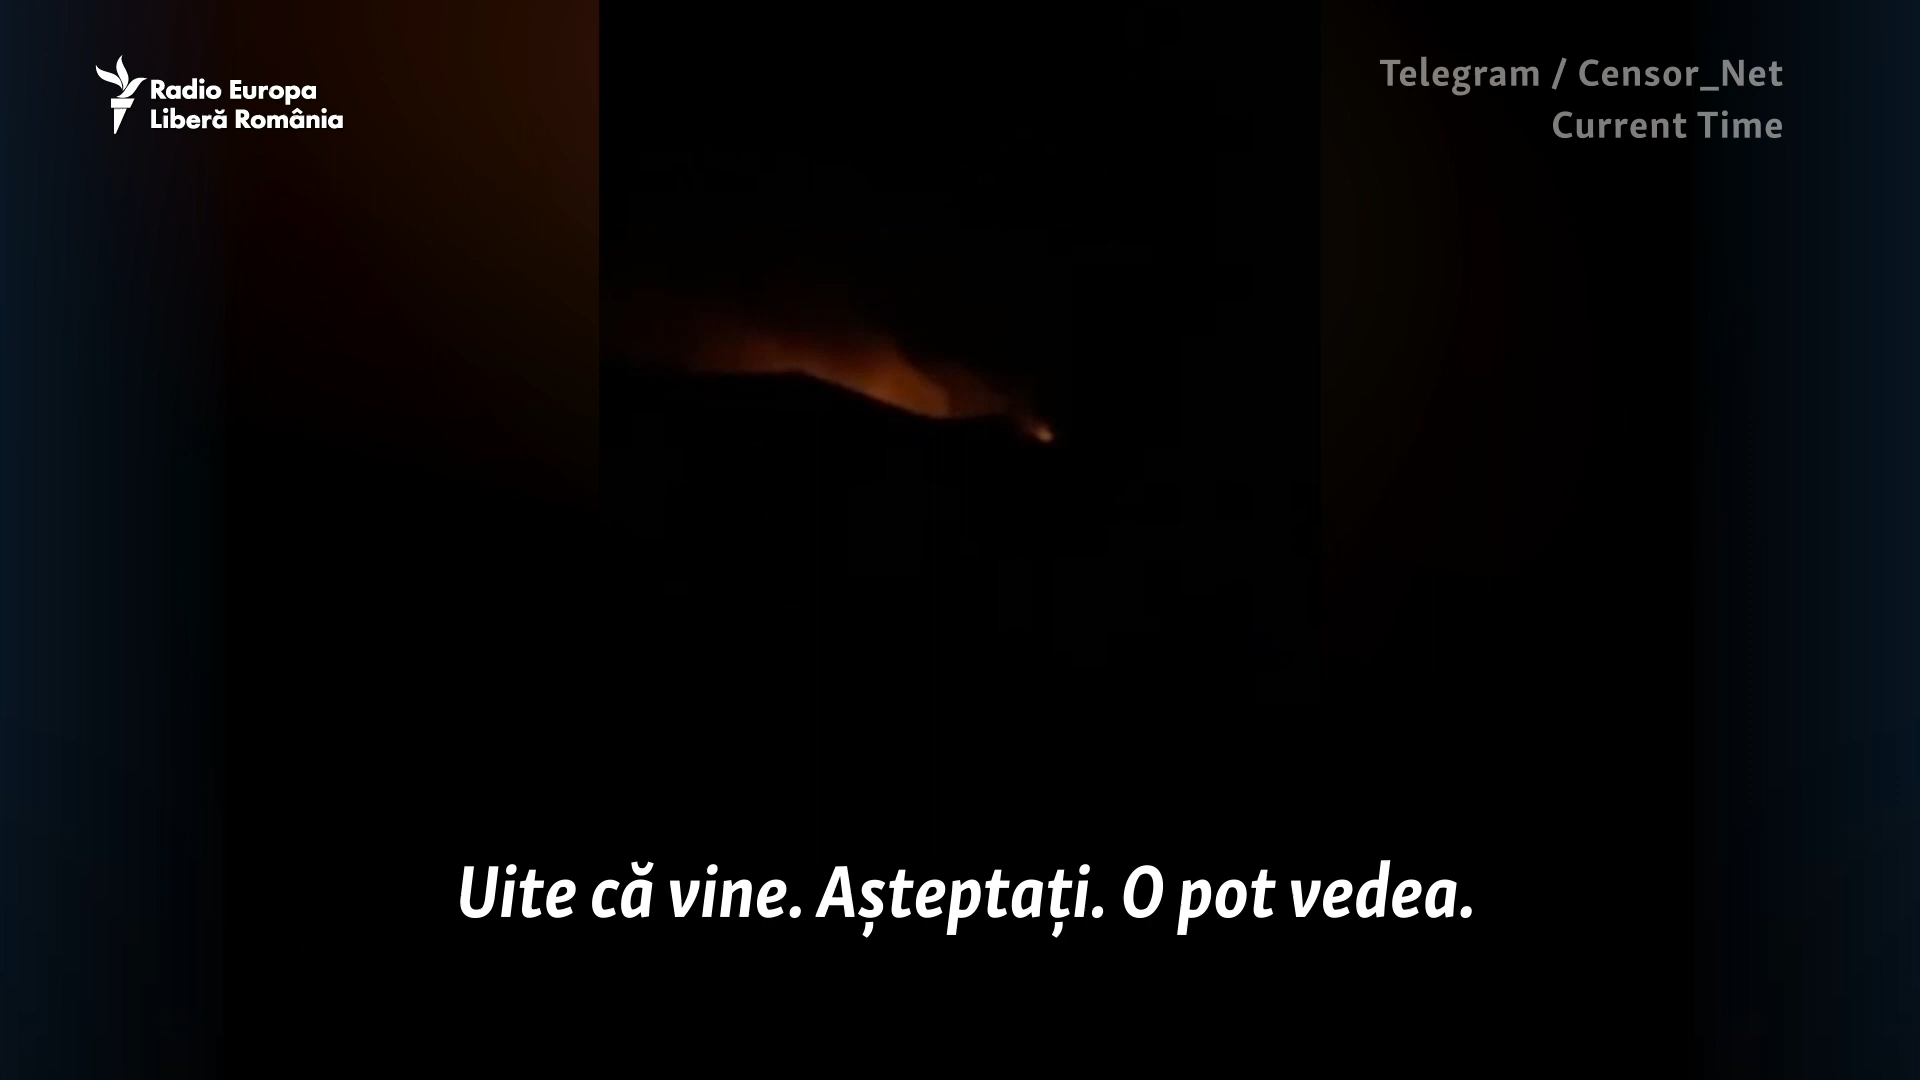 Radio Europa
Liberă România
Telegram / Censor_Net
Current Time
Uite că vine. Așteptați. O pot vedea.